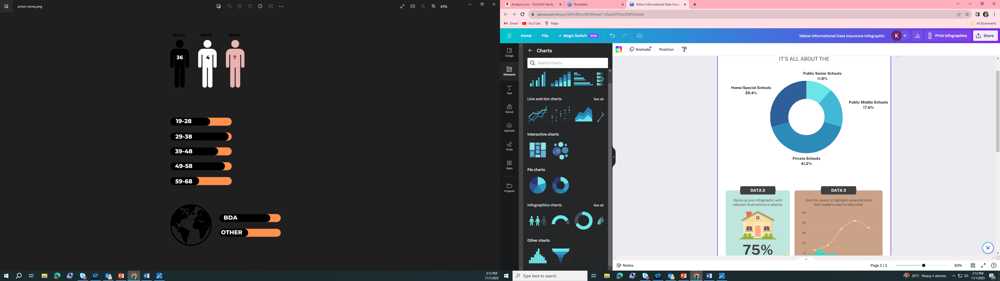 prison survey.png
49%
BLACK WHITE MIXED
36 4 7
19-28
29-38
39-48
49-58
59-68
BDA
OTHER
2:12 PM
11/1/2023
Amazon.com - NUSVAN Vanity
Templates
Yellow Informational Data Insur
canva.com/design/DAFy8KcrxfM/9KwbeT-G5qHGTRxznDtBVQ/edit
Gmail YouTube Maps
All Bookmarks
Home File Magic Switch NEW
Yellow Informational Data Insurance Infographic
K
Print Infographics
Share
Design
Elements
Text
Brand
Uploads
Draw
Apps
Projects
Charts
Search charts
Line and dot charts See all
Interactive charts
Pie charts
Infographics charts See all
Other charts
Animate Position
IT'S ALL ABOUT THE
Public Senior Schools
11.8%
Home/Special Schools
29.4%
Public Middle Schools
17.6%
Private Schools
41.2%
DATA 2
Spice up your infographic with
relevant illustrations or photos.
75%
DATA 3
Use this space to highlight essential data
that readers need to take note.
40
30
20
10
0
Notes
Page 1 / 1
83%
Type here to search
26°C Heavy t-storms
2:12 PM
11/1/2023